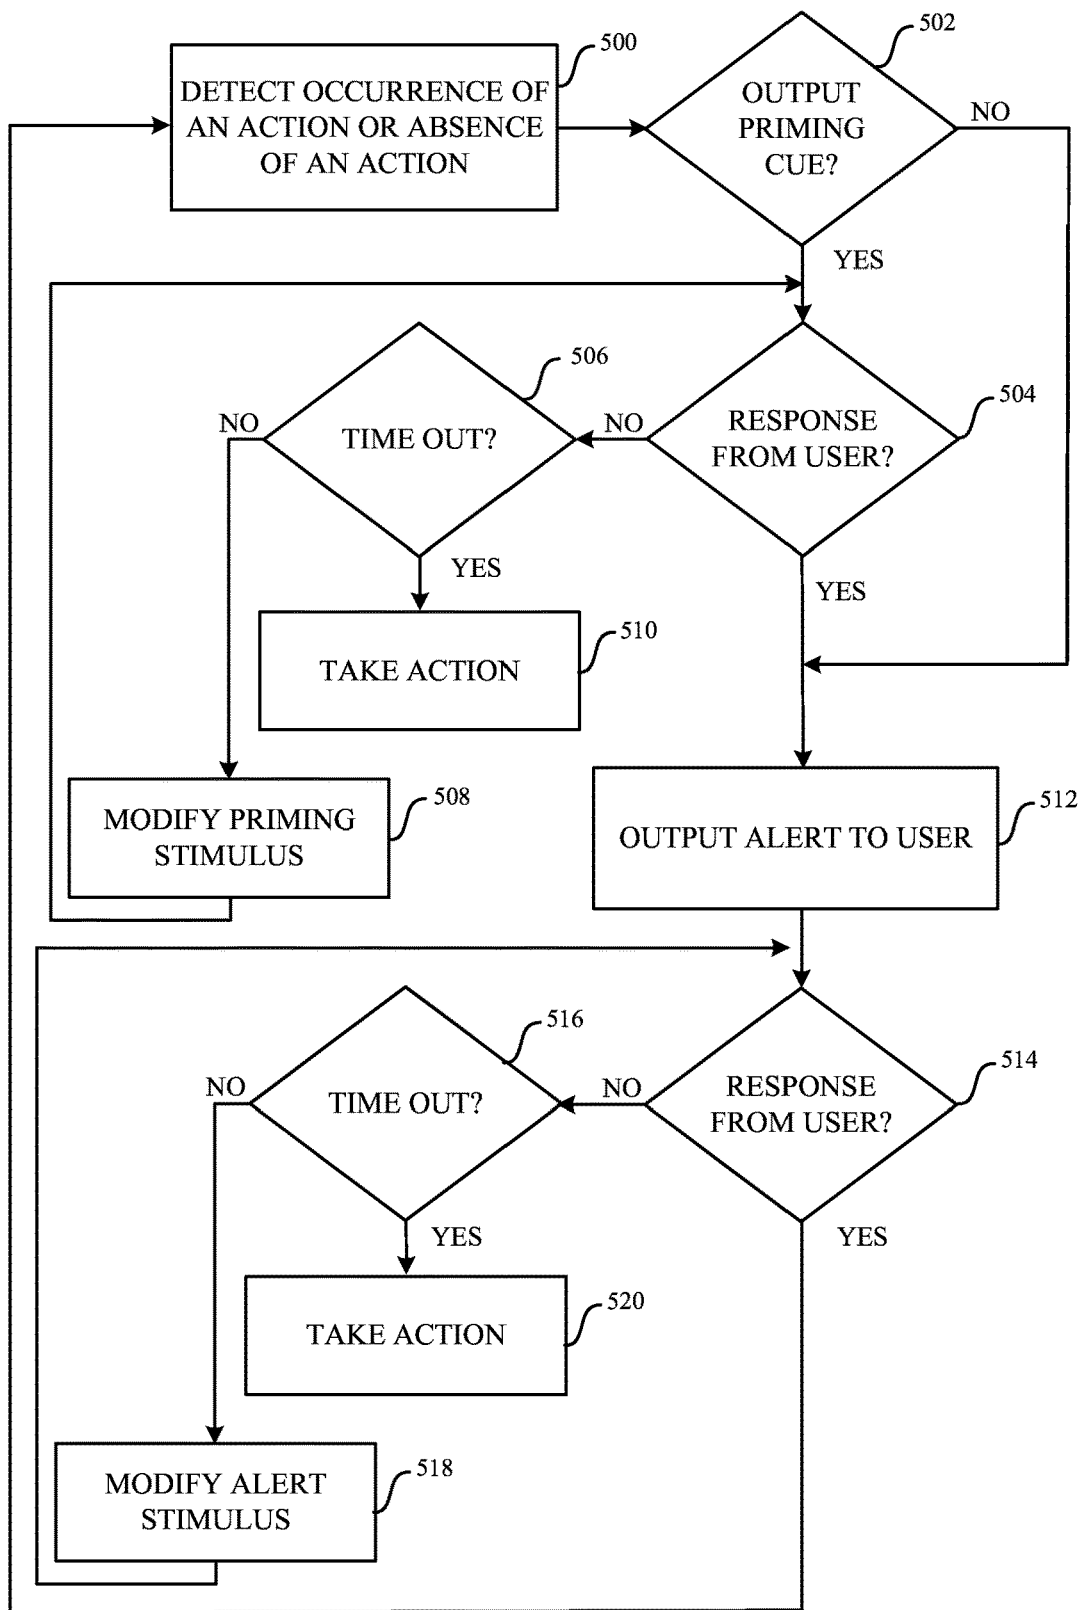 500
DETECT OCCURRENCE OF
AN ACTION OR ABSENCE
OF AN ACTION
502
OUTPUT
PRIMING
CUE?
NO
YES
506
TIME OUT?
NO
YES
504
RESPONSE
FROM USER?
NO
YES
510
TAKE ACTION
508
MODIFY PRIMING
STIMULUS
512
OUTPUT ALERT TO USER
516
TIME OUT?
NO
YES
514
RESPONSE
FROM USER?
NO
YES
520
TAKE ACTION
518
MODIFY ALERT
STIMULUS